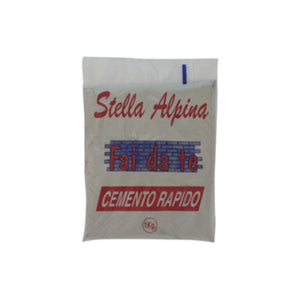 Stella Alpina
Fai da te
CEMENTO RAPIDO
1Kg.